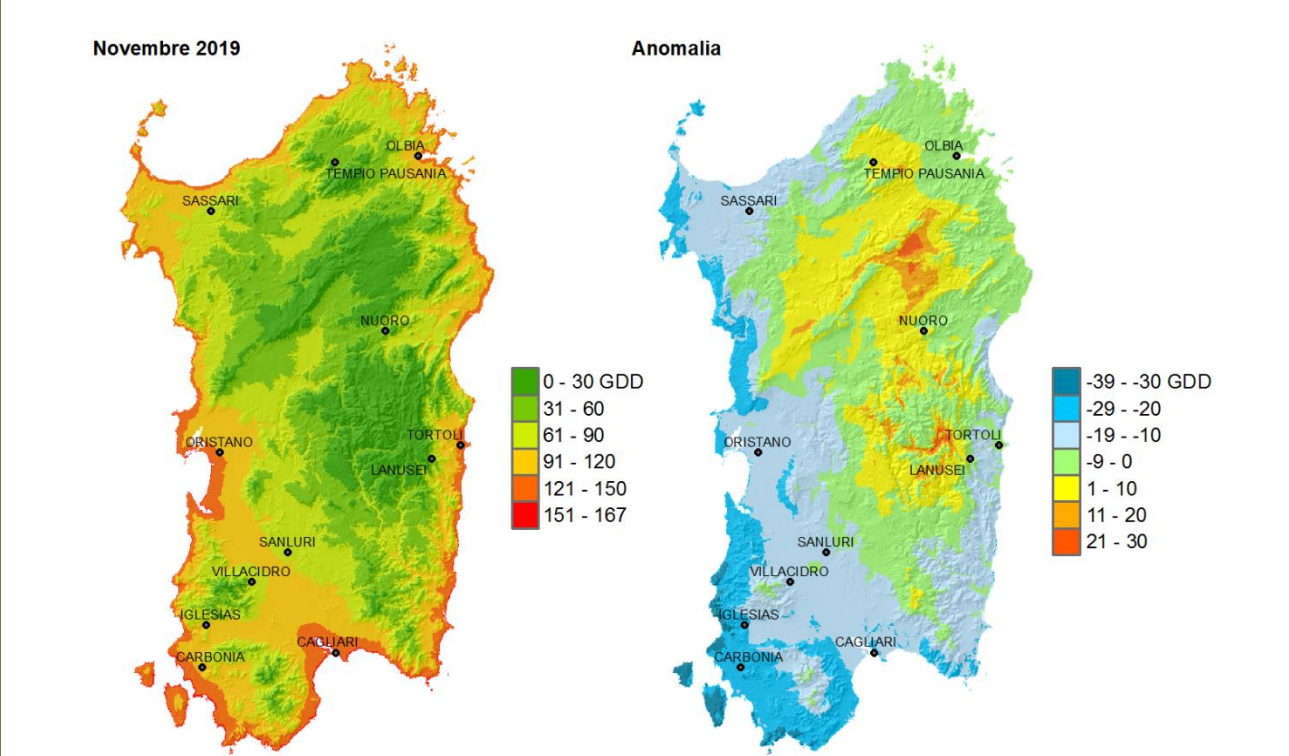 Novembre 2019
OLBIA
TEMPIO PAUSANIA
SASSARI
NUORO
ORISTANO
TORTOLI
LANUSEI
SANLURI
VILLACIDRO
IGLESIAS
CAGLIARI
CARBONIA
0 - 30 GDD
31 - 60
61 - 90
91 - 120
121 - 150
151 - 167
Anomalia
OLBIA
TEMPIO PAUSANIA
SASSARI
NUORO
ORISTANO
TORTOLI
LANUSEI
SANLURI
VILLACIDRO
IGLESIAS
CAGLIARI
CARBONIA
-39 - -30 GDD
-29 - -20
-19 - -10
-9 - 0
1 - 10
11 - 20
21 - 30